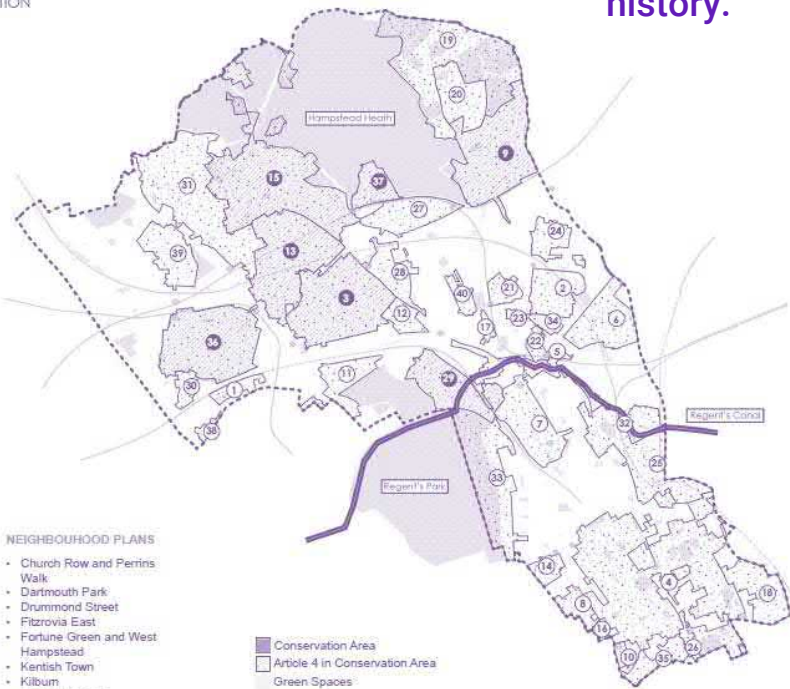 history.
19
20
Hampstead Heath
9
15
37
31
27
24
13
39
28
21
2
3
40
6
12
23
34
17
22
36
5
29
11
30
1
7
Regent's Canal
32
38
25
Regent's Park
33
NEIGHBOUHOOD PLANS
• Church Row and Perrins
Walk
• Dartmouth Park
• Drummond Street
• Fitzrovia East
• Fortune Green and West
Hampstead
• Kentish Town
• Kilburn
14
4
18
8
16
10
35
26
Conservation Area
Article 4 in Conservation Area
Green Spaces